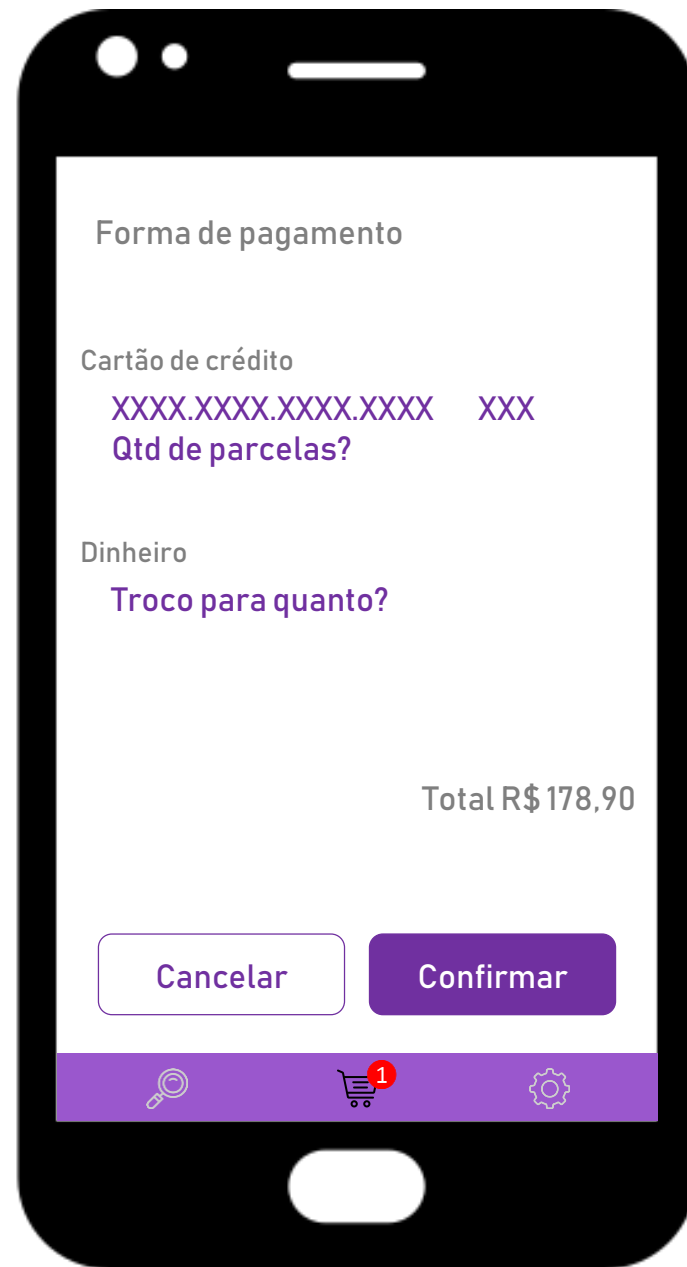 Forma de pagamento
Cartão de crédito
XXXX.XXXX.XXXX.XXXX XXX
Qtd de parcelas?
Dinheiro
Troco para quanto?
Total R$ 178,90
Cancelar Confirmar
1